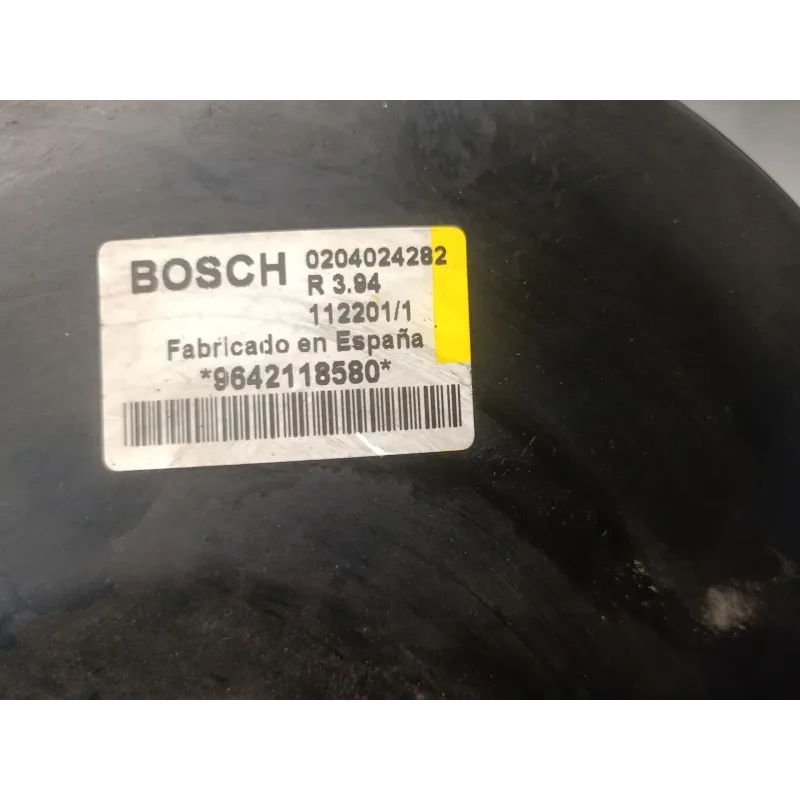 BOSCH 0204024282
R 3.94
112201/1
Fabricado en España
*9642118580*